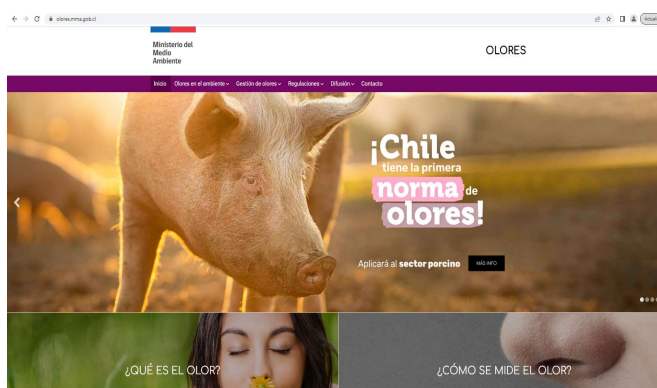 olores.mma.gob.cl
Ministerio del
Medio
Ambiente
OLORES
Inicio Olores en el ambiente Gestión de olores Regulaciones Difusión Contacto
¡Chile
tiene la primera
norma de
olores!
Aplicará al sector porcino MÁS INFO
¿QUÉ ES EL OLOR? ¿CÓMO SE MIDE EL OLOR?